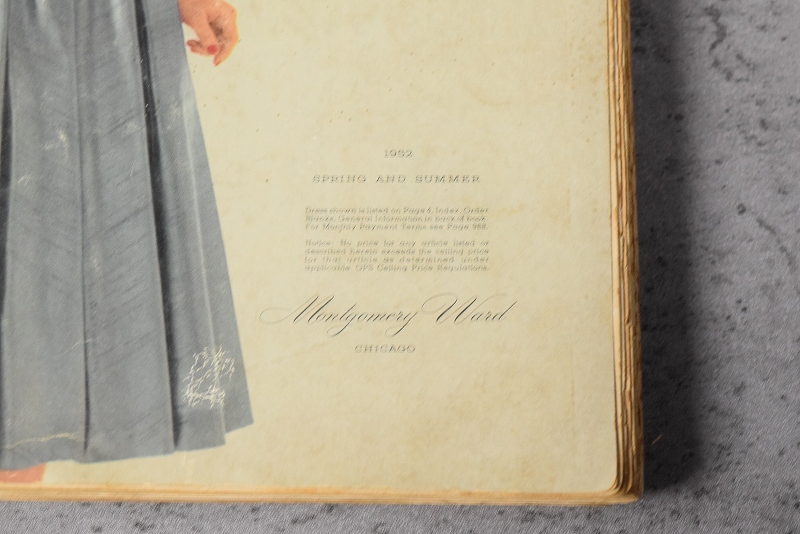 1952
SPRING AND SUMMER
Dress shown is listed on Page 4. Index, Order
Blanks, General Information in back of book.
For Monthly Payment Terms see Page 988.
Notice: No price for any article listed or
described herein exceeds the ceiling price
for that article as determined under
applicable OPS Ceiling Price Regulations.
Montgomery Ward
CHICAGO